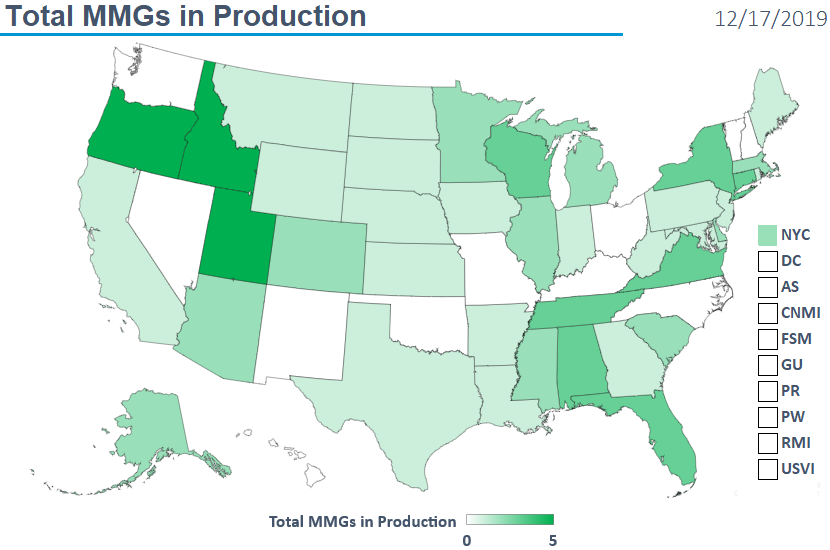 Total MMGs in Production
12/17/2019
NYC
DC
AS
CNMI
FSM
GU
PR
PW
RMI
USVI
Total MMGs in Production
0 5